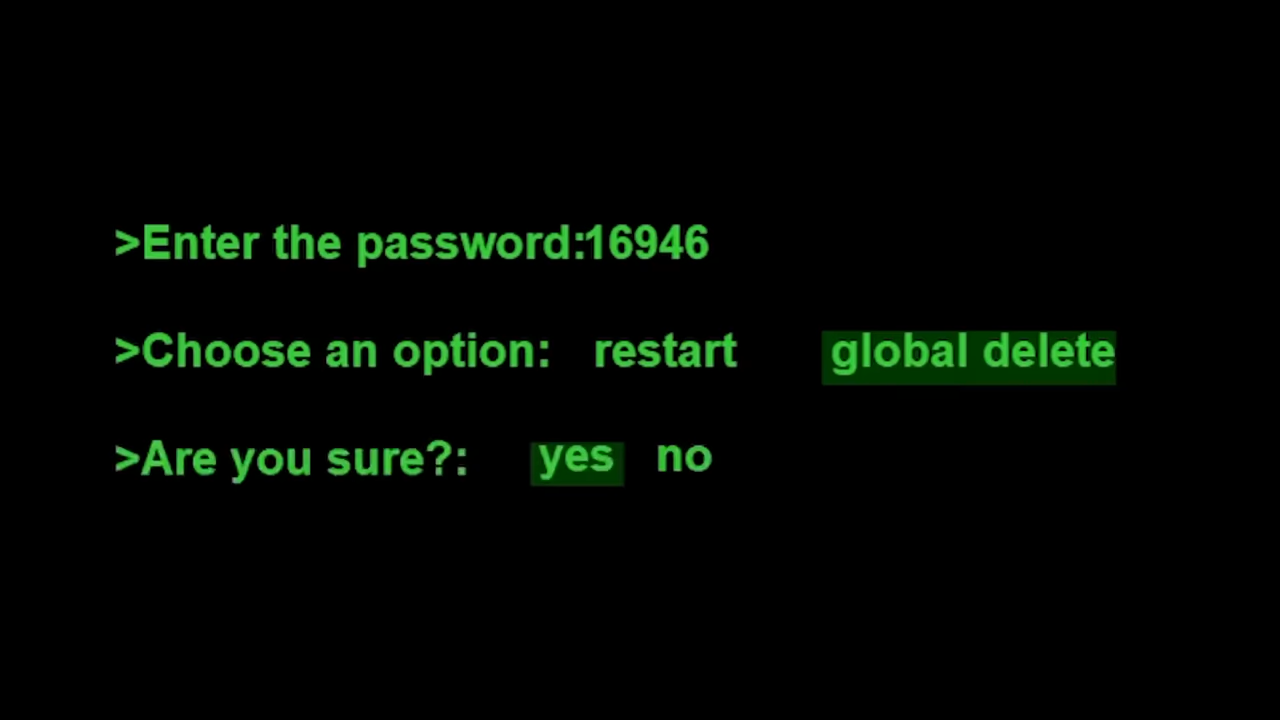 >Enter the password:16946
>Choose an option: restart global delete
>Are you sure?: yes no